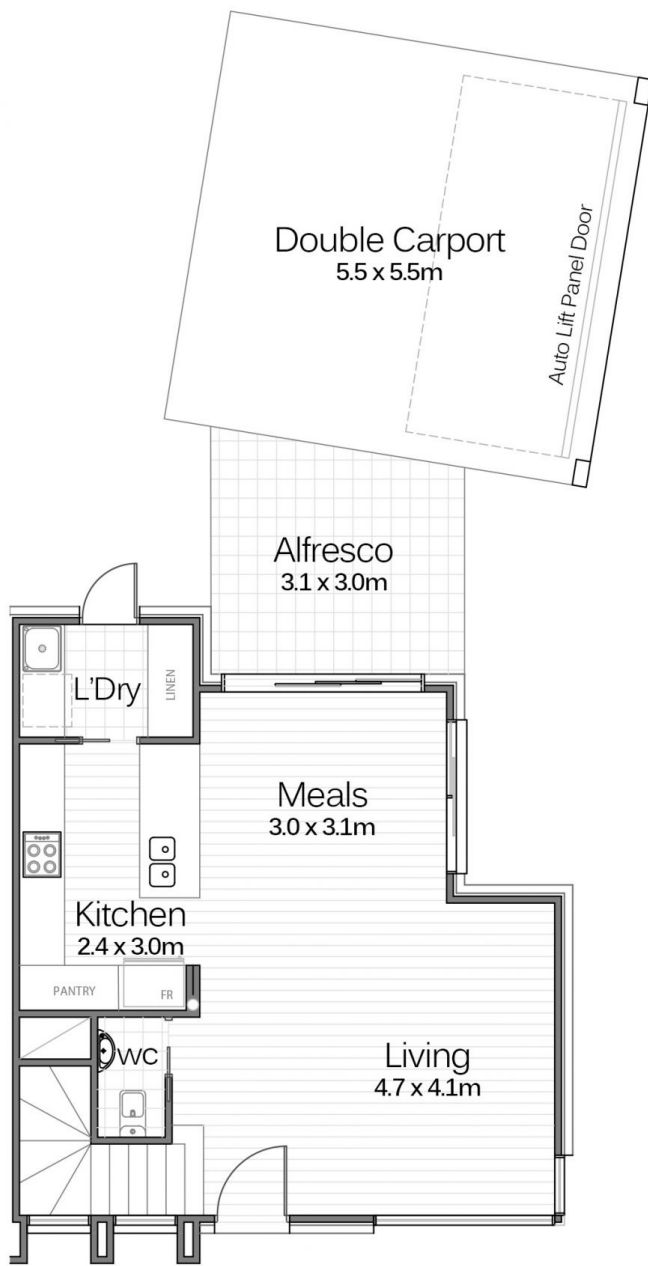 Double Carport
5.5 x 5.5m
Auto Lift Panel Door
Alfresco
3.1 x 3.0m
L'Dry
LINEN
Meals
3.0 x 3.1m
Kitchen
2.4 x 3.0m
PANTRY
FR
WC
Living
4.7 x 4.1m